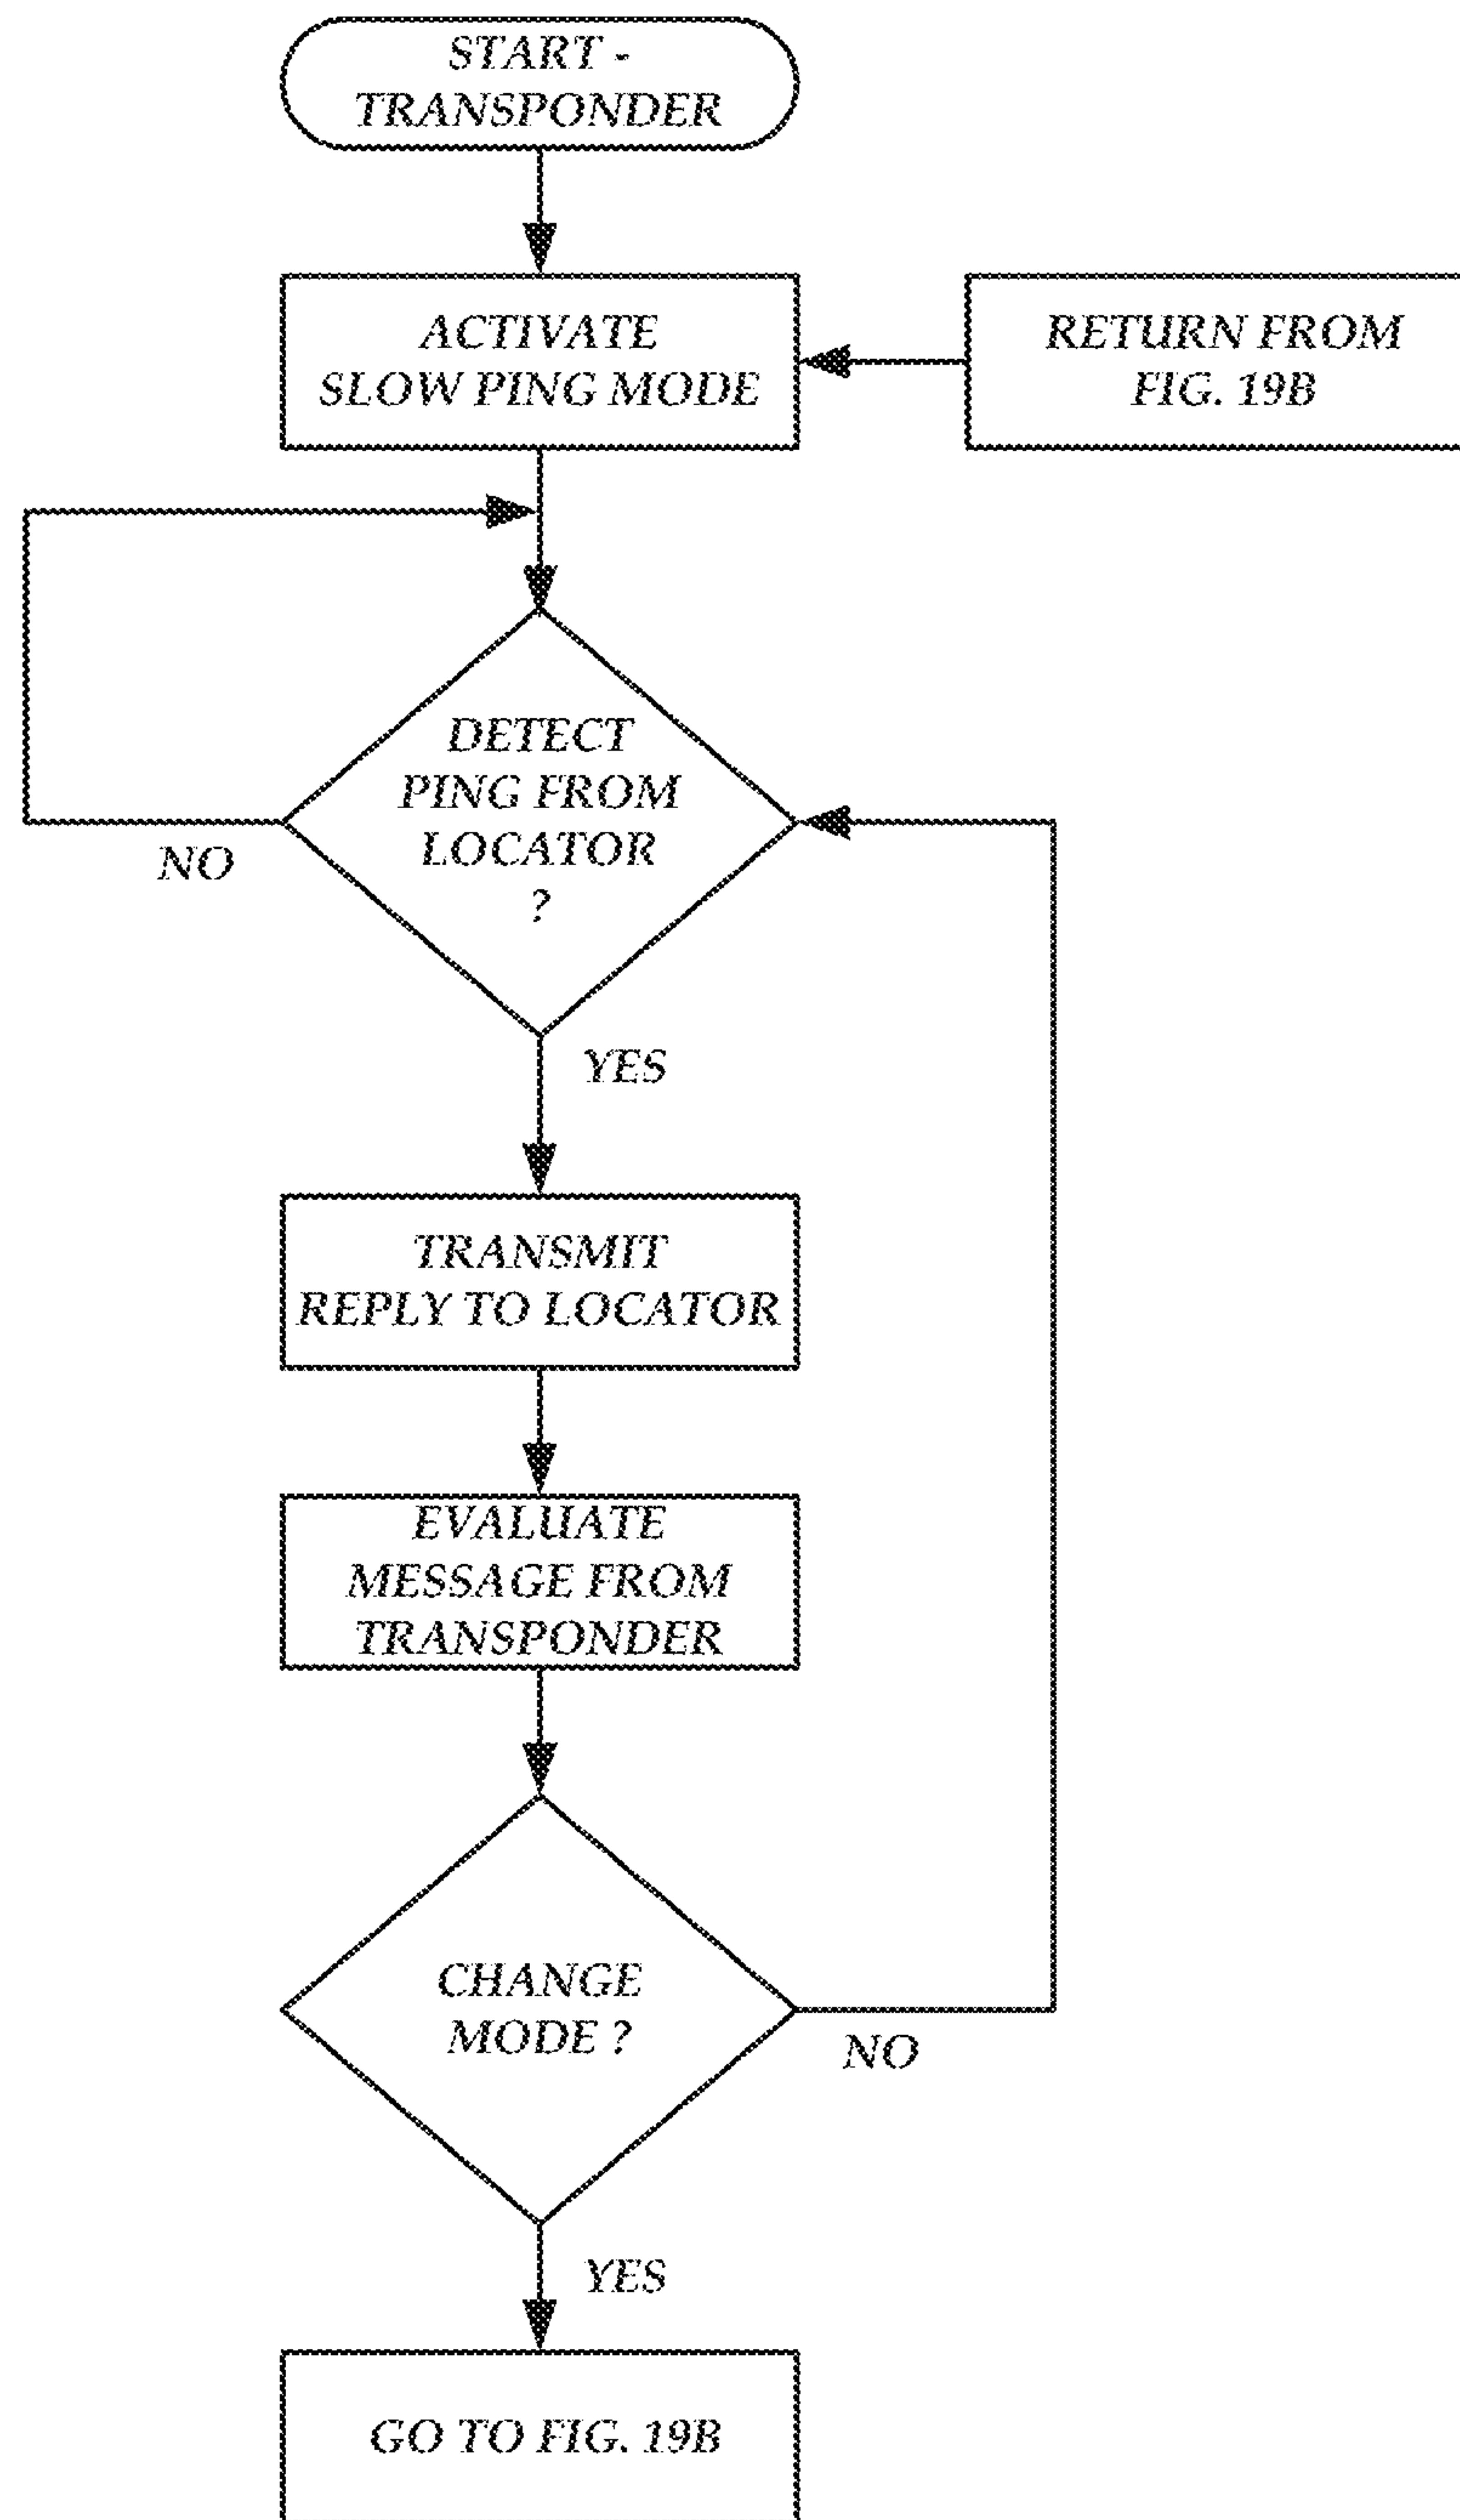 START -
TRANSPONDER
ACTIVATE
SLOW PING MODE
RETURN FROM
FIG. 19B
DETECT
PING FROM
LOCATOR
?
NO
YES
TRANSMIT
REPLY TO LOCATOR
EVALUATE
MESSAGE FROM
TRANSPONDER
CHANGE
MODE ?
NO
YES
GO TO FIG. 19B